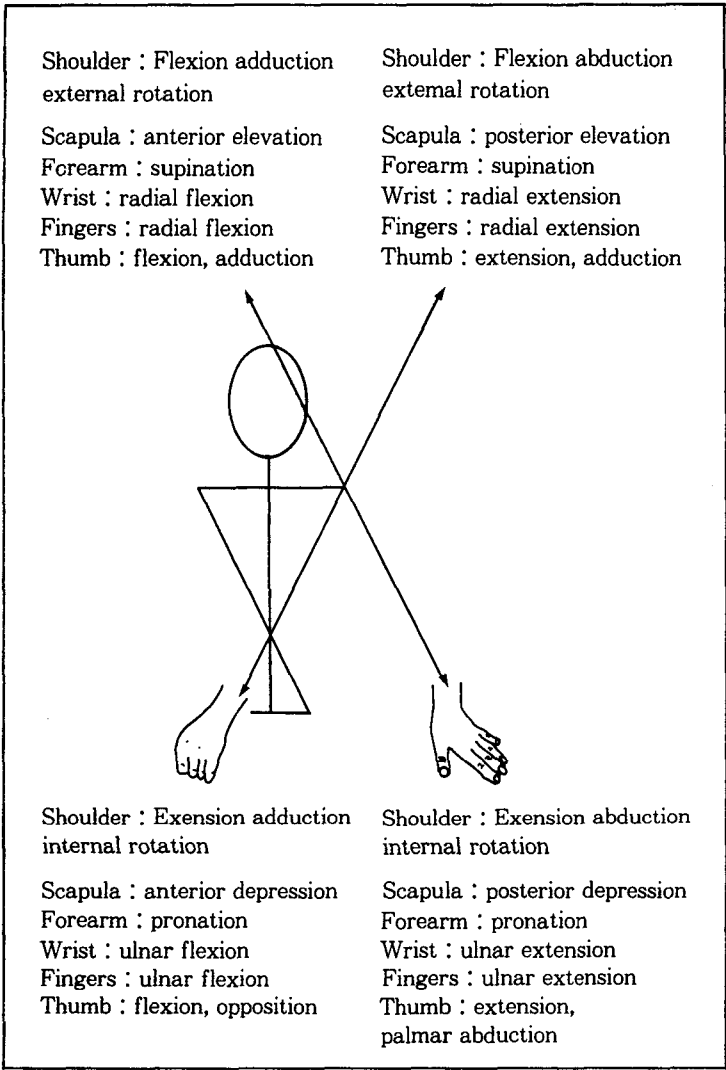 Shoulder : Flexion adduction
external rotation
Scapula : anterior elevation
Forearm : supination
Wrist : radial flexion
Fingers : radial flexion
Thumb : flexion, adduction
Shoulder : Flexion abduction
extemal rotation
Scapula : posterior elevation
Forearm : supination
Wrist : radial extension
Fingers : radial extension
Thumb : extension, adduction
Shoulder : Exension adduction
internal rotation
Scapula : anterior depression
Forearm : pronation
Wrist : ulnar flexion
Fingers : ulnar flexion
Thumb : flexion, opposition
Shoulder : Exension abduction
internal rotation
Scapula : posterior depression
Forearm : pronation
Wrist : ulnar extension
Fingers : ulnar extension
Thumb : extension,
palmar abduction